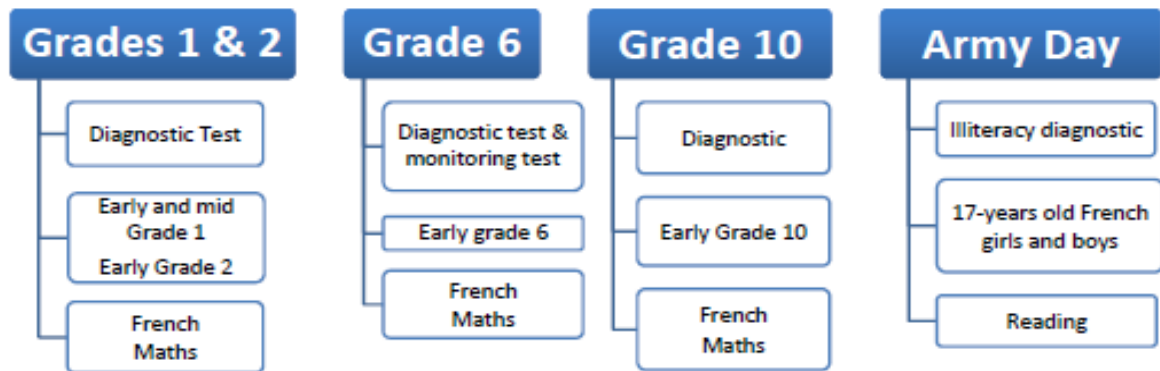 Grades 1 & 2
Diagnostic Test
Early and mid
Grade 1
Early Grade 2
French
Maths
Grade 6
Diagnostic test &
monitoring test
Early grade 6
French
Maths
Grade 10
Diagnostic
Early Grade 10
French
Maths
Army Day
Illiteracy diagnostic
17-years old French
girls and boys
Reading